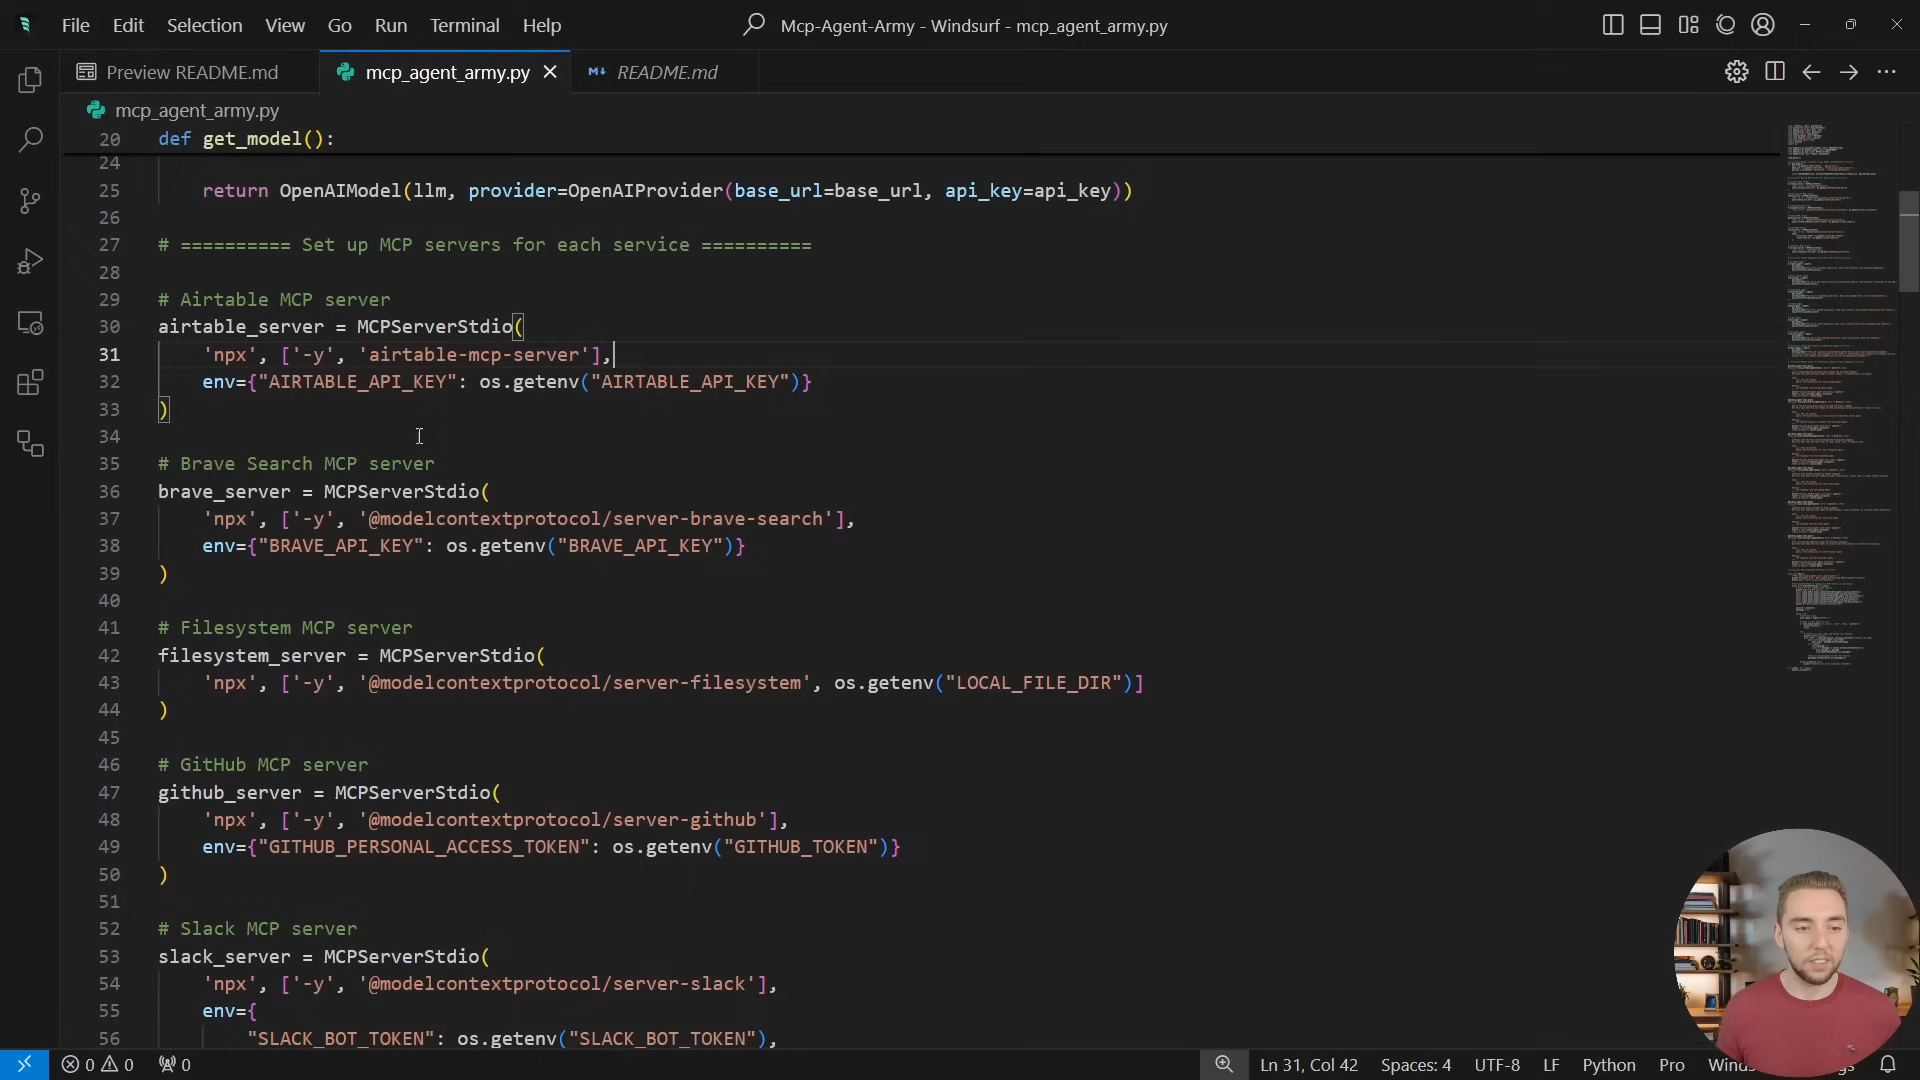 File Edit Selection View Go Run Terminal Help
Mcp-Agent-Army - Windsurf - mcp_agent_army.py
Preview README.md
mcp_agent_army.py
README.md
mcp_agent_army.py
20 def get_model():
24
25 return OpenAIModel(llm, provider=OpenAIProvider(base_url=base_url, api_key=api_key))
26
27 # ========== Set up MCP servers for each service ==========
28
29 # Airtable MCP server
30 airtable_server = MCPServerStdio(
31 'npx', ['-y', 'airtable-mcp-server'],
32 env={"AIRTABLE_API_KEY": os.getenv("AIRTABLE_API_KEY")}
33 )
34
35 # Brave Search MCP server
36 brave_server = MCPServerStdio(
37 'npx', ['-y', '@modelcontextprotocol/server-brave-search'],
38 env={"BRAVE_API_KEY": os.getenv("BRAVE_API_KEY")}
39 )
40
41 # Filesystem MCP server
42 filesystem_server = MCPServerStdio(
43 'npx', ['-y', '@modelcontextprotocol/server-filesystem', os.getenv("LOCAL_FILE_DIR")]
44 )
45
46 # GitHub MCP server
47 github_server = MCPServerStdio(
48 'npx', ['-y', '@modelcontextprotocol/server-github'],
49 env={"GITHUB_PERSONAL_ACCESS_TOKEN": os.getenv("GITHUB_TOKEN")}
50 )
51
52 # Slack MCP server
53 slack_server = MCPServerStdio(
54 'npx', ['-y', '@modelcontextprotocol/server-slack'],
55 env={
56 "SLACK_BOT_TOKEN": os.getenv("SLACK_BOT_TOKEN"),
0 0 0 Ln 31, Col 42 Spaces: 4 UTF-8 LF Python Pro